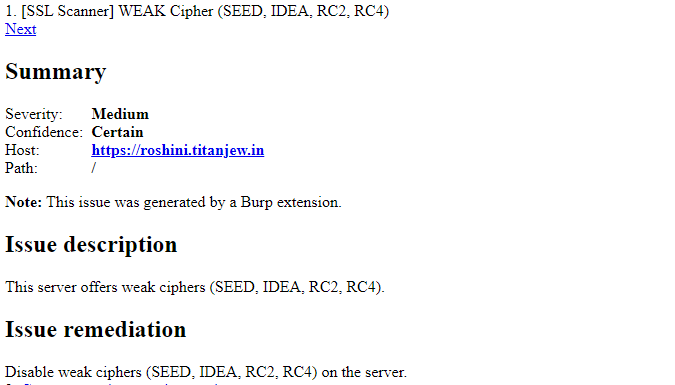 1. [SSL Scanner] WEAK Cipher (SEED, IDEA, RC2, RC4)
Next
Summary
Severity: Medium
Confidence: Certain
Host: https://roshini.titanjew.in
Path: /
Note: This issue was generated by a Burp extension.
Issue description
This server offers weak ciphers (SEED, IDEA, RC2, RC4).
Issue remediation
Disable weak ciphers (SEED, IDEA, RC2, RC4) on the server.